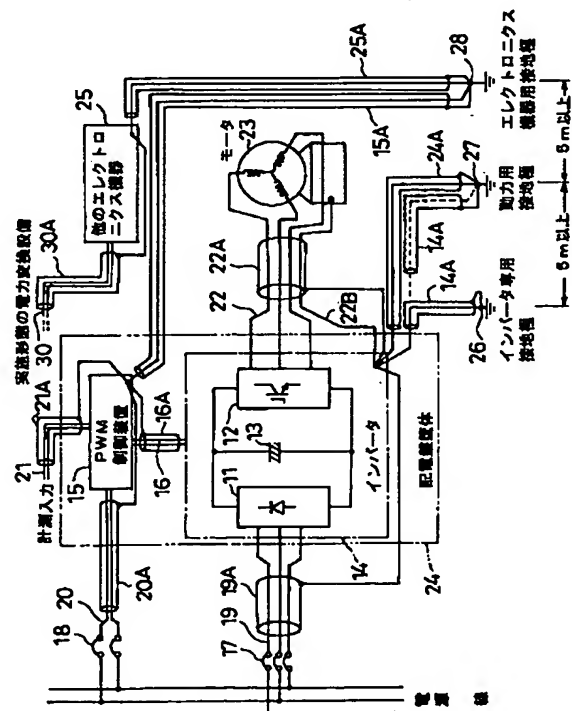 実施形態の電力変換設備
計測入力
21
21A
30
30A
25
他のエレクトロ
ニクス機器
15
PWM
制御装置
16
16A
18
20
20A
17
19
19A
11
12
13
インバータ
14
配電盤筐体
24
22
22A
22B
モータ
23
25A
15A
24A
14A
14A
26
27
28
インバータ専用
接地極
動力用
接地極
エレクトロニクス
機器用接地極
5m以上
5m以上
電源線